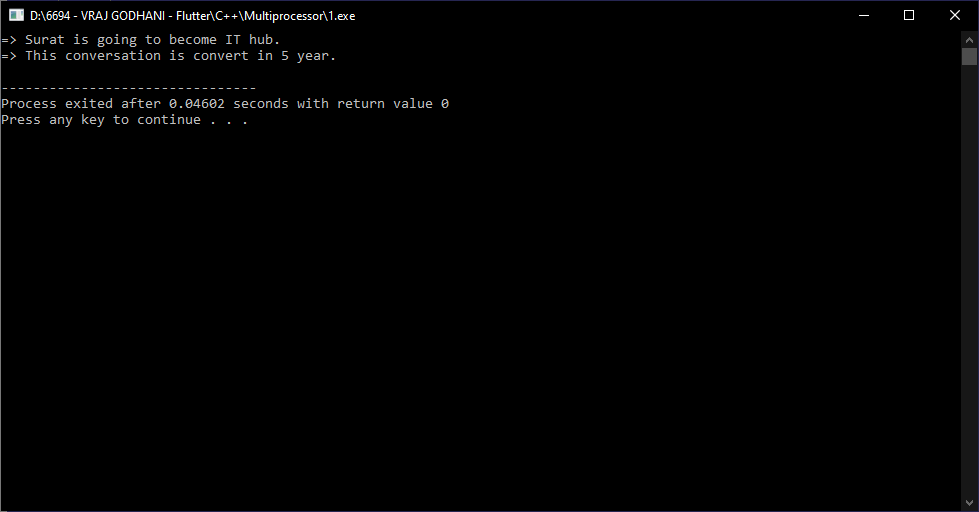 D:\6694 - VRAJ GODHANI - Flutter\C++\Multiprocessor\1.exe
=> Surat is going to become IT hub.
=> This conversation is convert in 5 year.
--------------------------------
Process exited after 0.04602 seconds with return value 0
Press any key to continue . . .